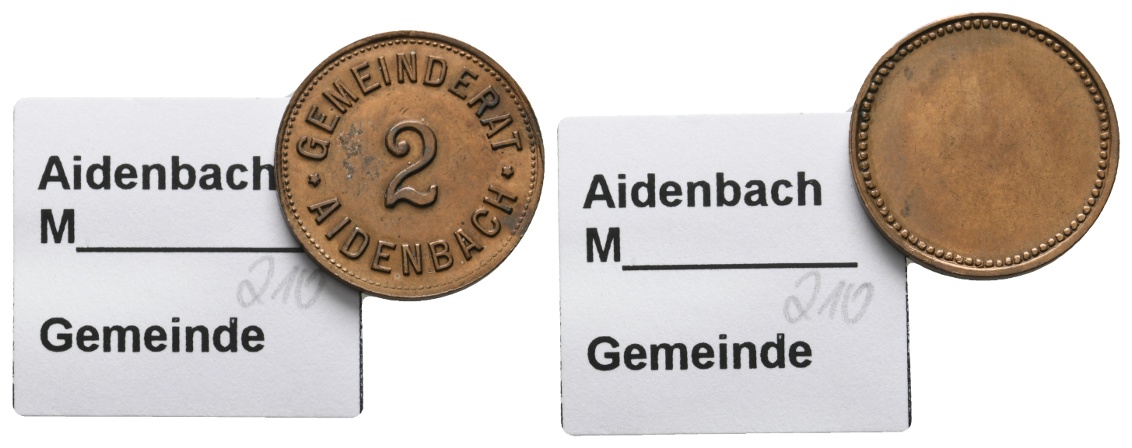 Aidenbach
M
210
Gemeinde
GEMEINDERAT
2
* AIDENBACH *
Aidenbach
M
210
Gemeinde